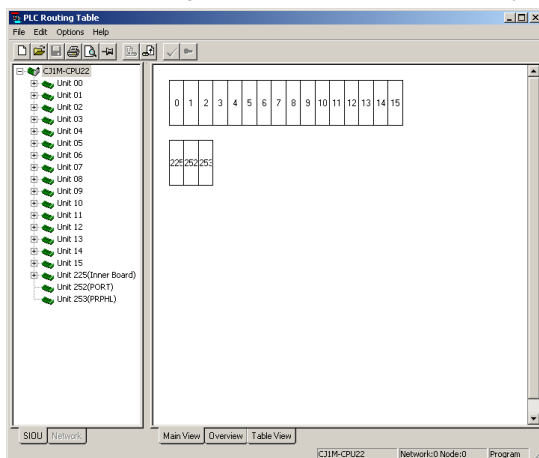 PLC Routing Table
File Edit Options Help
CJ1M-CPU22
Unit 00
Unit 01
Unit 02
Unit 03
Unit 04
Unit 05
Unit 06
Unit 07
Unit 08
Unit 09
Unit 10
Unit 11
Unit 12
Unit 13
Unit 14
Unit 15
Unit 225(Inner Board)
Unit 252(PORT)
Unit 253(PRPHL)
0 1 2 3 4 5 6 7 8 9 10 11 12 13 14 15
225 252 253
SIOU Network
Main View Overview Table View
CJ1M-CPU22 Network:0 Node:0 Program